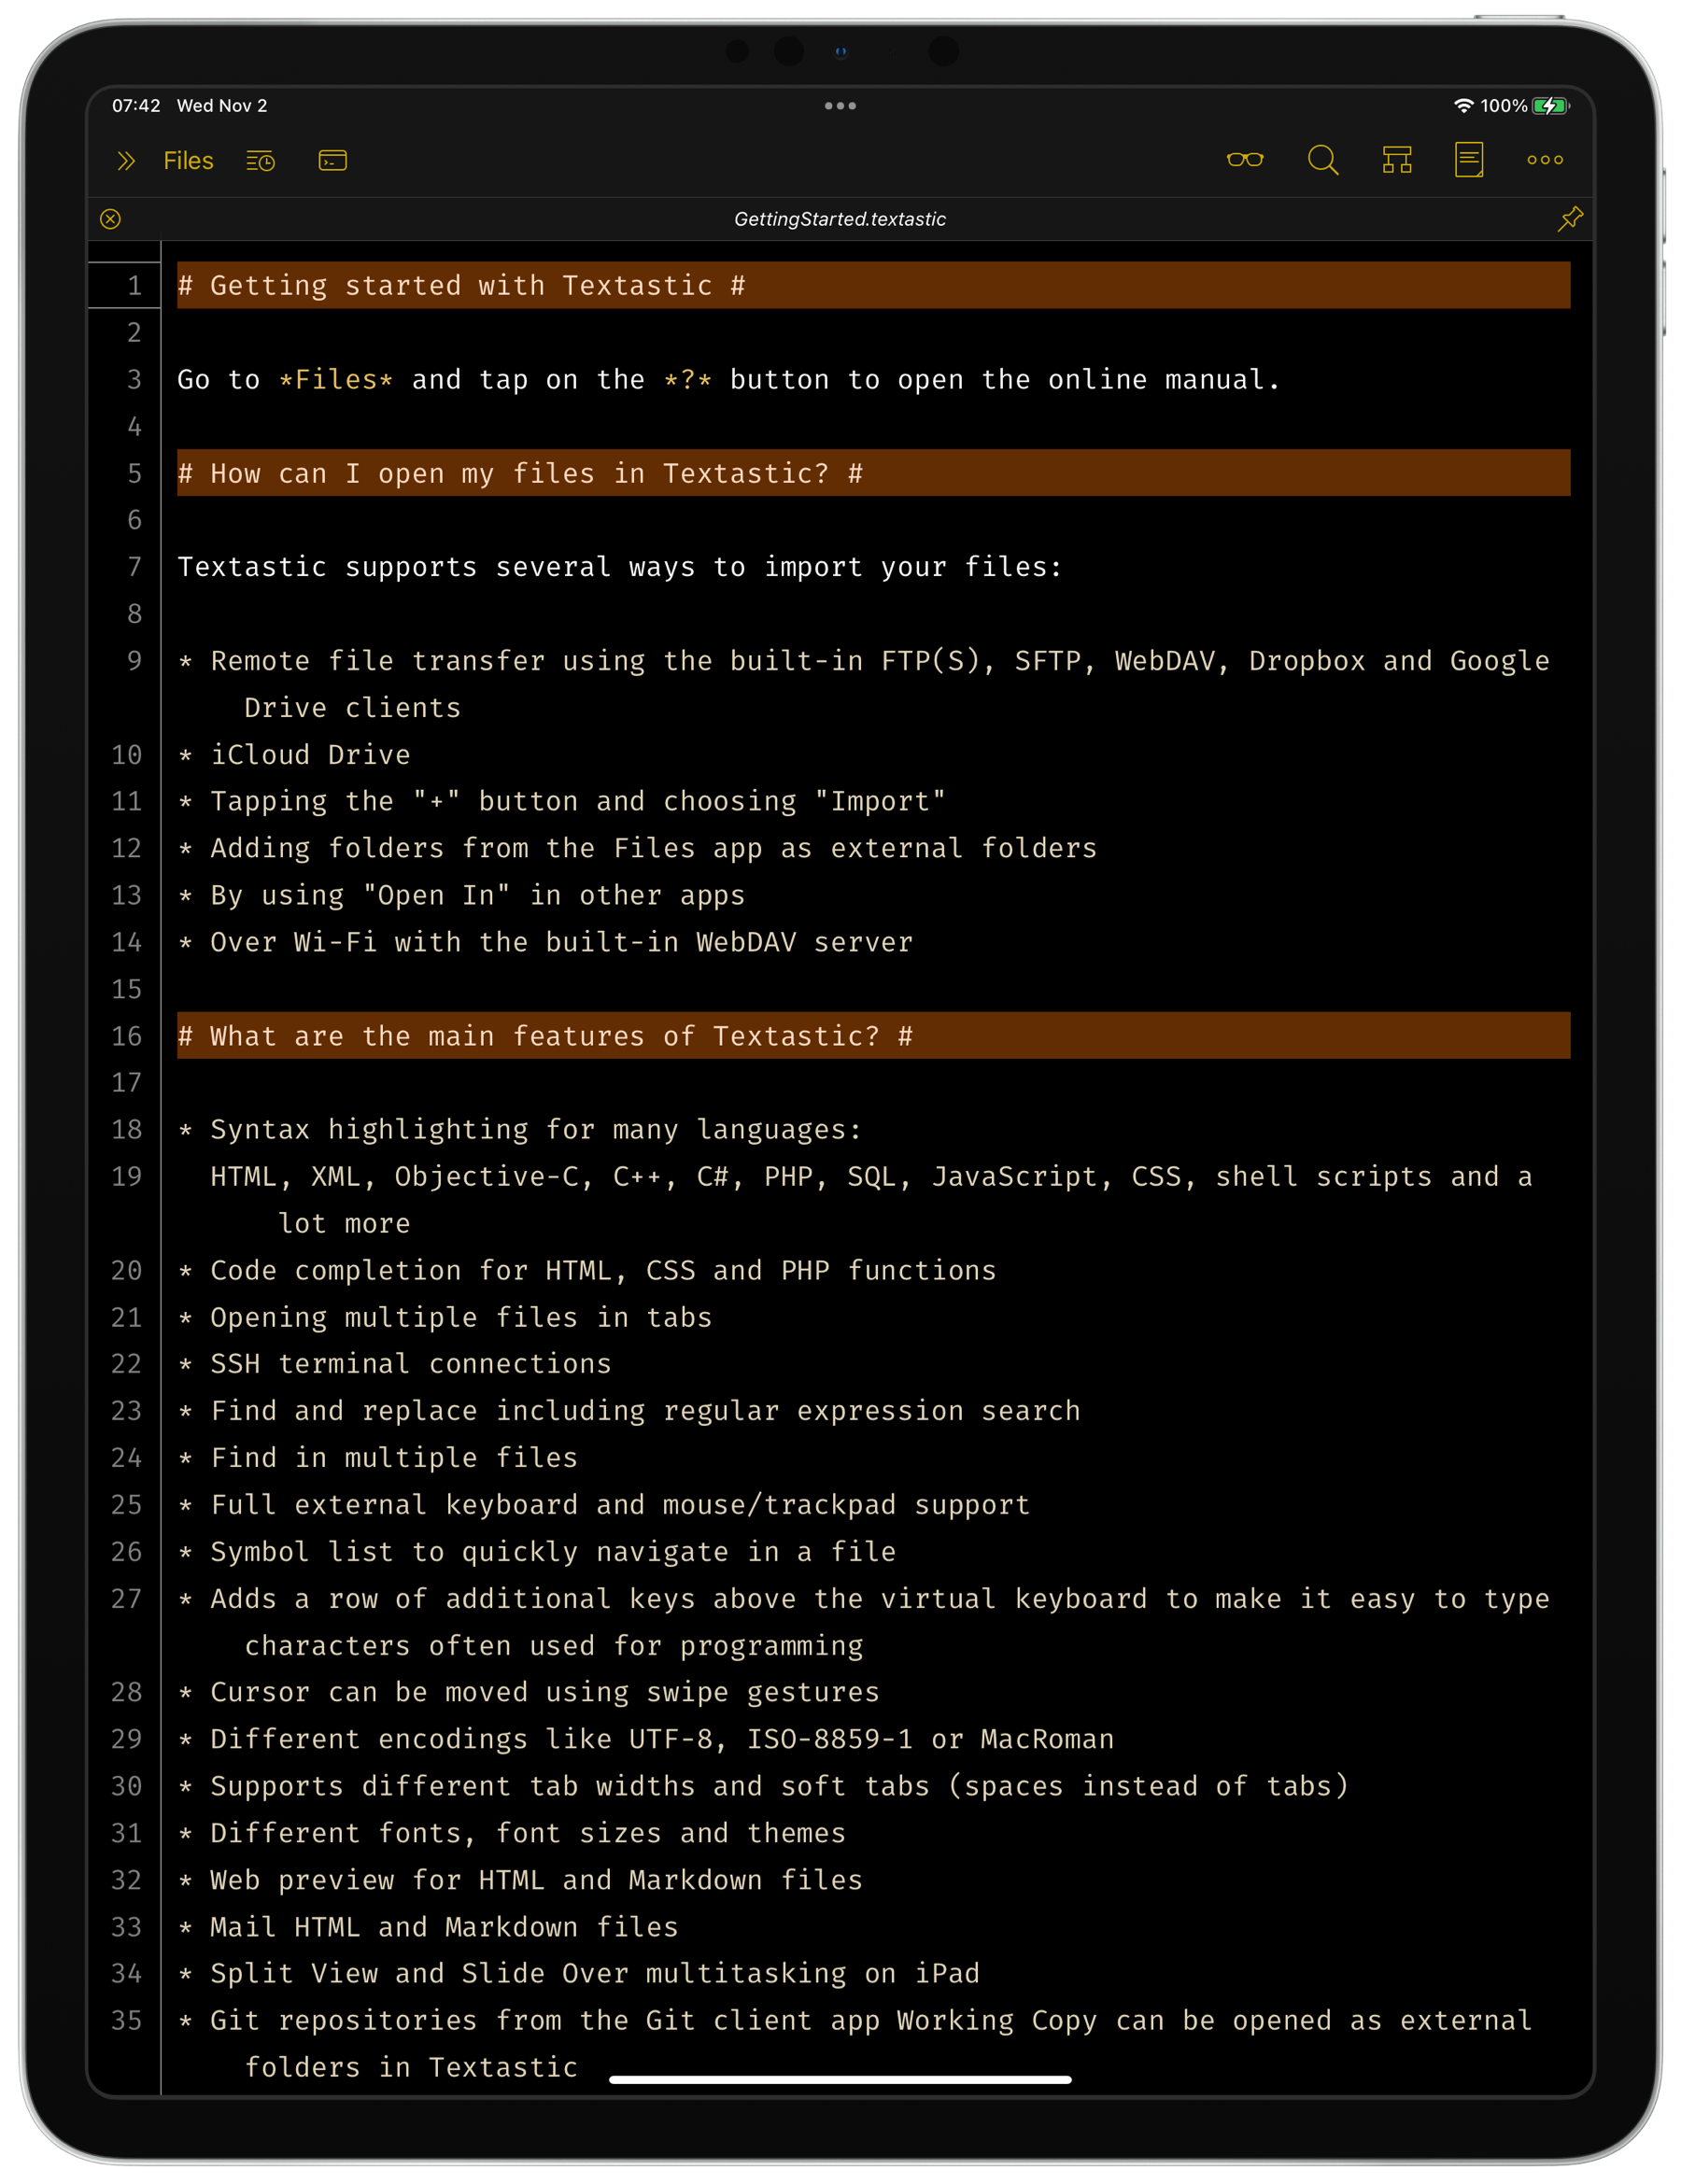 07:42 Wed Nov 2
100%
Files
GettingStarted.textastic
1 # Getting started with Textastic #
2
3 Go to *Files* and tap on the *?* button to open the online manual.
4
5 # How can I open my files in Textastic? #
6
7 Textastic supports several ways to import your files:
8
9 * Remote file transfer using the built-in FTP(S), SFTP, WebDAV, Dropbox and Google
Drive clients
10 * iCloud Drive
11 * Tapping the "+" button and choosing "Import"
12 * Adding folders from the Files app as external folders
13 * By using "Open In" in other apps
14 * Over Wi-Fi with the built-in WebDAV server
15
16 # What are the main features of Textastic? #
17
18 * Syntax highlighting for many languages:
19 HTML, XML, Objective-C, C++, C#, PHP, SQL, JavaScript, CSS, shell scripts and a
lot more
20 * Code completion for HTML, CSS and PHP functions
21 * Opening multiple files in tabs
22 * SSH terminal connections
23 * Find and replace including regular expression search
24 * Find in multiple files
25 * Full external keyboard and mouse/trackpad support
26 * Symbol list to quickly navigate in a file
27 * Adds a row of additional keys above the virtual keyboard to make it easy to type
characters often used for programming
28 * Cursor can be moved using swipe gestures
29 * Different encodings like UTF-8, ISO-8859-1 or MacRoman
30 * Supports different tab widths and soft tabs (spaces instead of tabs)
31 * Different fonts, font sizes and themes
32 * Web preview for HTML and Markdown files
33 * Mail HTML and Markdown files
34 * Split View and Slide Over multitasking on iPad
35 * Git repositories from the Git client app Working Copy can be opened as external
folders in Textastic